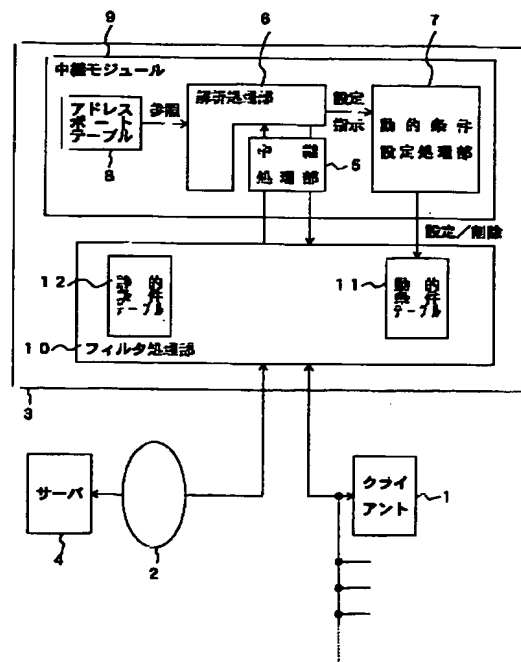 9
6
7
中継モジュール
アドレス
ポート
テーブル
8
参照
解析処理部
設定
指示
動的条件
設定処理部
中継
処理部
5
設定／削除
12
静的
条件
テーブル
11
動的
条件
テーブル
10
フィルタ処理部
3
サーバ
4
2
クライ
アント
1